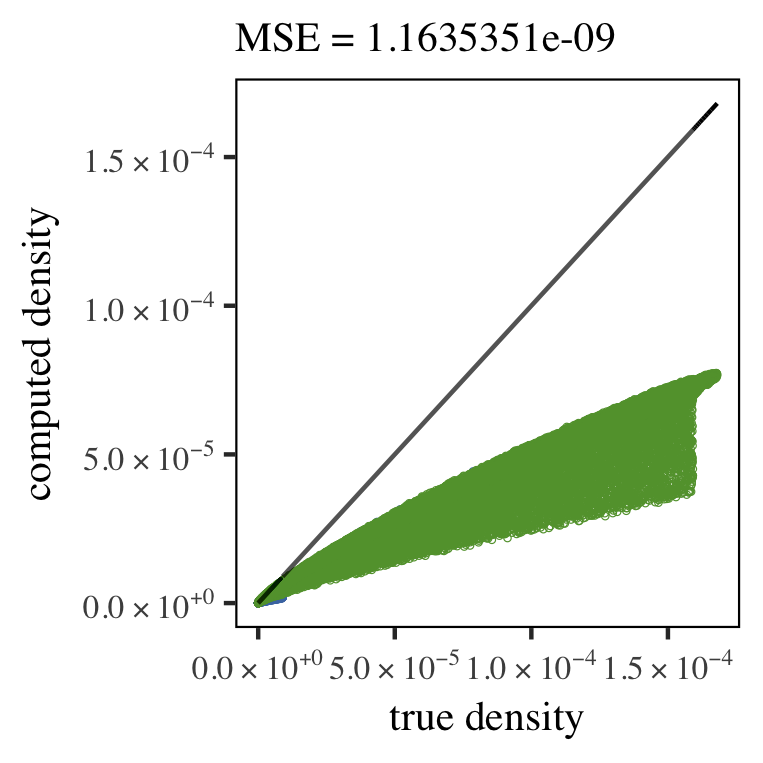 MSE = 1.1635351e-09
computed density
1.5 × 10⁻⁴
1.0 × 10⁻⁴
5.0 × 10⁻⁵
0.0 × 10⁺⁰
0.0 × 10⁺⁰ 5.0 × 10⁻⁵ 1.0 × 10⁻⁴ 1.5 × 10⁻⁴
true density